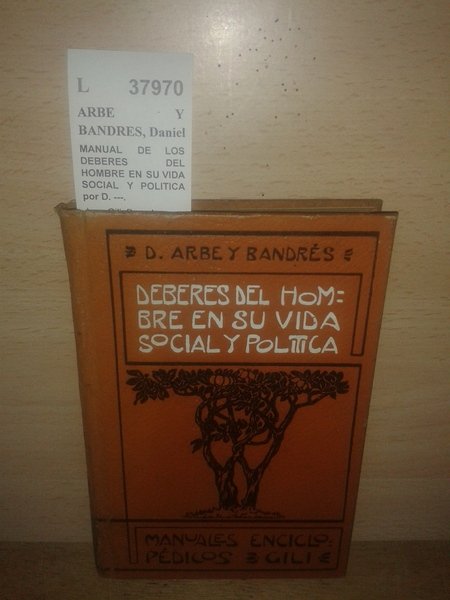 L 37970
ARBE Y
BANDRES, Daniel
MANUAL DE LOS
DEBERES DEL
HOMBRE EN SU VIDA
SOCIAL Y POLITICA
por D. ---.
D. ARBE Y BANDRÉS
DEBERES DEL HOM=
BRE EN SU VIDA
SOCIAL Y POLITICA
MANUALES ENCICLO=
PÉDICOS GILI